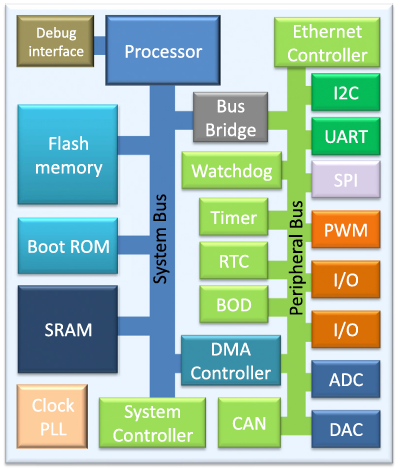 Debug
interface
Processor
Ethernet
Controller
I2C
Bus
Bridge
Flash
memory
UART
Watchdog
SPI
System Bus
Peripheral Bus
Timer
PWM
Boot ROM
RTC
I/O
BOD
SRAM
I/O
DMA
Controller
ADC
Clock
PLL
System
Controller
CAN
DAC